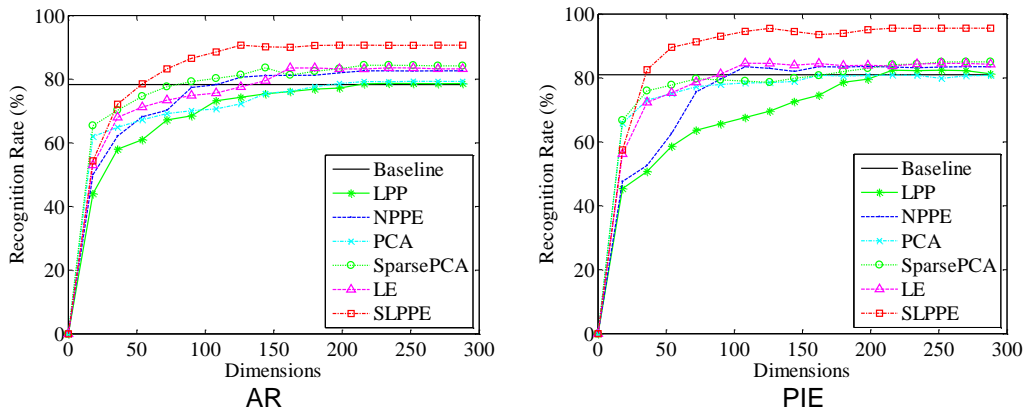 100
80
60
40
20
0
Recognition Rate (%)
0 50 100 150 200 250 300
Dimensions
Baseline
LPP
NPPE
PCA
SparsePCA
LE
SLPPE
AR
100
80
60
40
20
0
Recognition Rate (%)
0 50 100 150 200 250 300
Dimensions
Baseline
LPP
NPPE
PCA
SparsePCA
LE
SLPPE
PIE